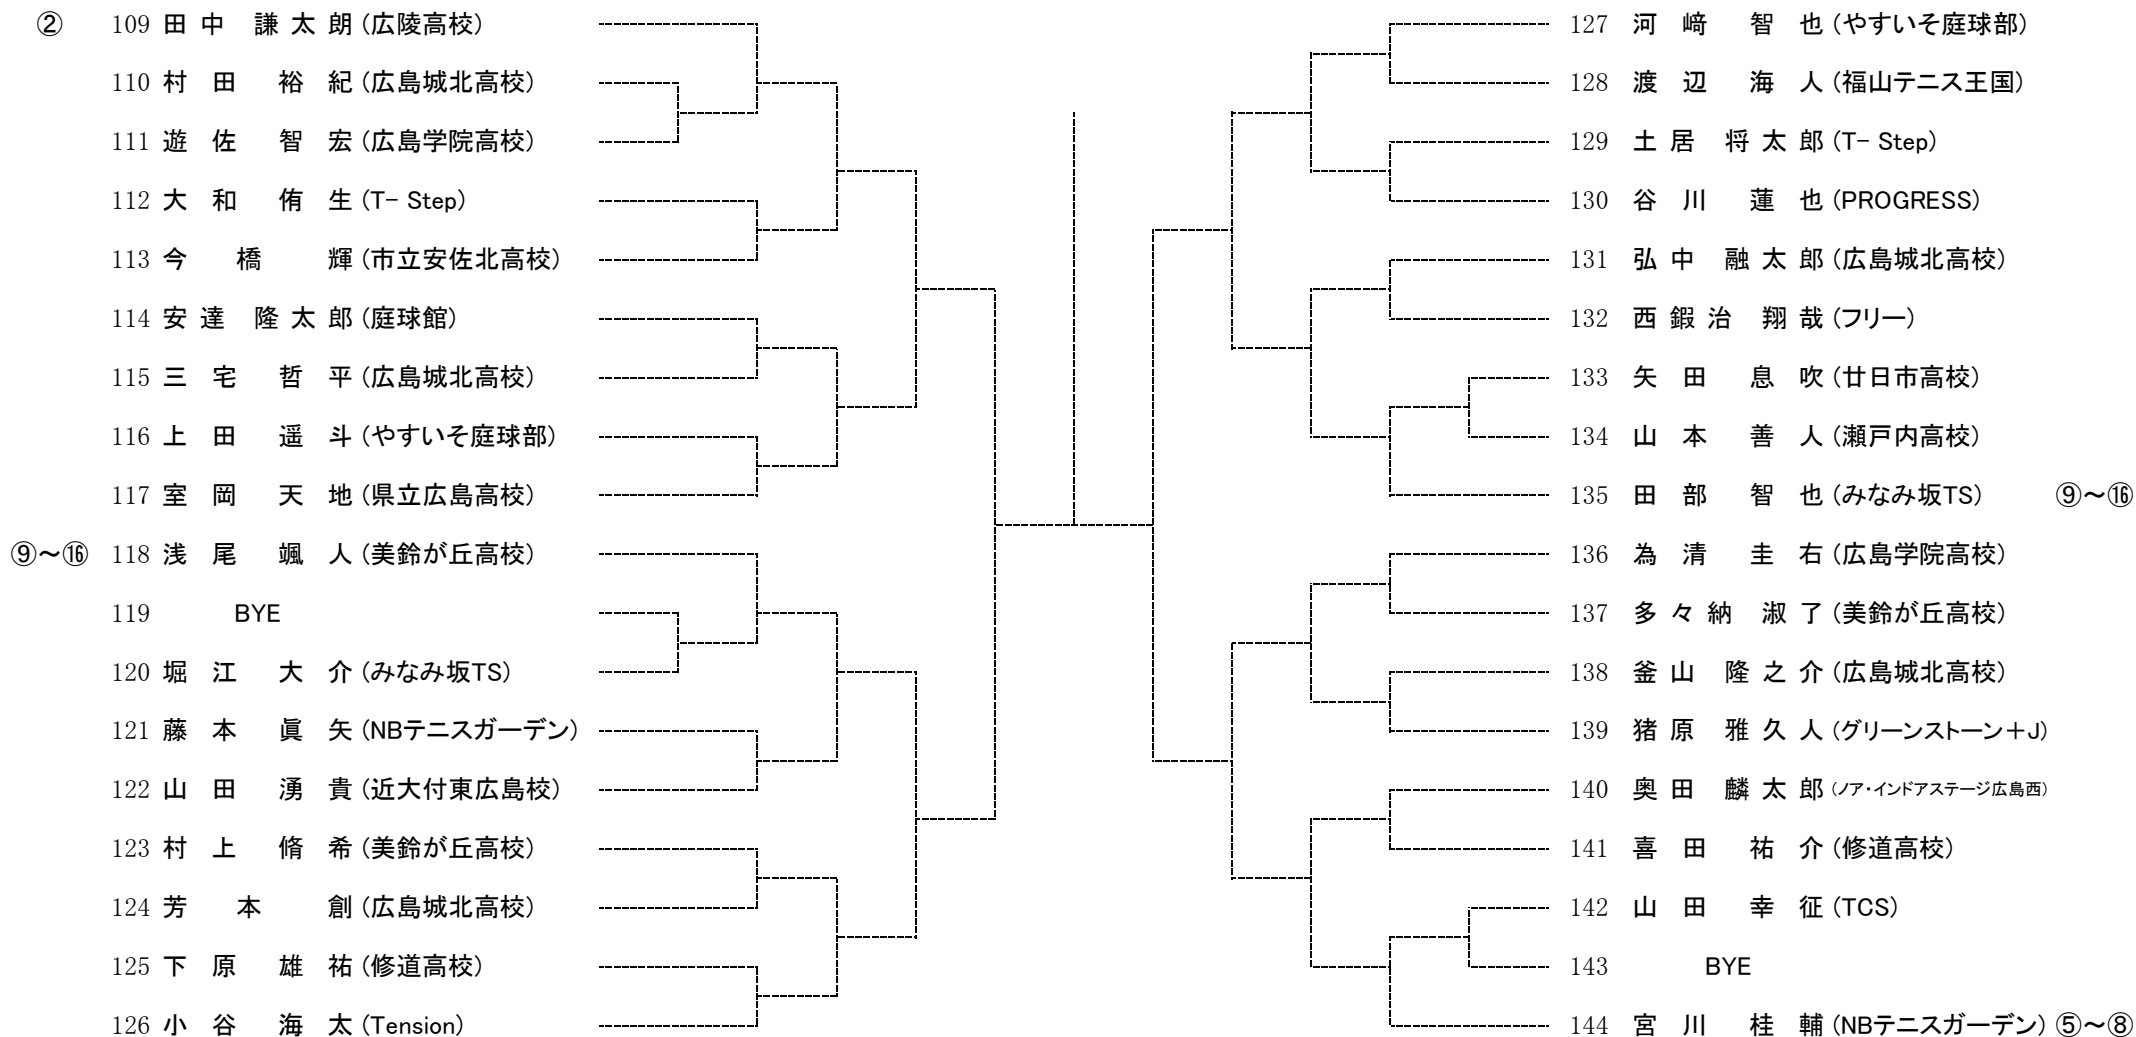 ② 109 田中 謙太朗 (広陵高校)
110 村田 裕紀 (広島城北高校)
111 遊佐 智宏 (広島学院高校)
112 大和 侑生 (T- Step)
113 今橋 輝 (市立安佐北高校)
114 安達 隆太郎 (庭球館)
115 三宅 哲平 (広島城北高校)
116 上田 遥斗 (やすいそ庭球部)
117 室岡 天地 (県立広島高校)
⑨～⑯ 118 浅尾 颯人 (美鈴が丘高校)
119 BYE
120 堀江 大介 (みなみ坂TS)
121 藤本 眞矢 (NBテニスガーデン)
122 山田 湧貴 (近大付東広島校)
123 村上 脩希 (美鈴が丘高校)
124 芳本 創 (広島城北高校)
125 下原 雄祐 (修道高校)
126 小谷 海太 (Tension)
127 河﨑 智也 (やすいそ庭球部)
128 渡辺 海人 (福山テニス王国)
129 土居 将太郎 (T- Step)
130 谷川 蓮也 (PROGRESS)
131 弘中 融太郎 (広島城北高校)
132 西鍜治 翔哉 (フリー)
133 矢田 息吹 (廿日市高校)
134 山本 善人 (瀬戸内高校)
135 田部 智也 (みなみ坂TS) ⑨～⑯
136 為清 圭右 (広島学院高校)
137 多々納 淑了 (美鈴が丘高校)
138 釜山 隆之介 (広島城北高校)
139 猪原 雅久人 (グリーンストーン＋J)
140 奥田 麟太郎 (ノア・インドアステージ広島西)
141 喜田 祐介 (修道高校)
142 山田 幸征 (TCS)
143 BYE
144 宮川 桂輔 (NBテニスガーデン) ⑤～⑧